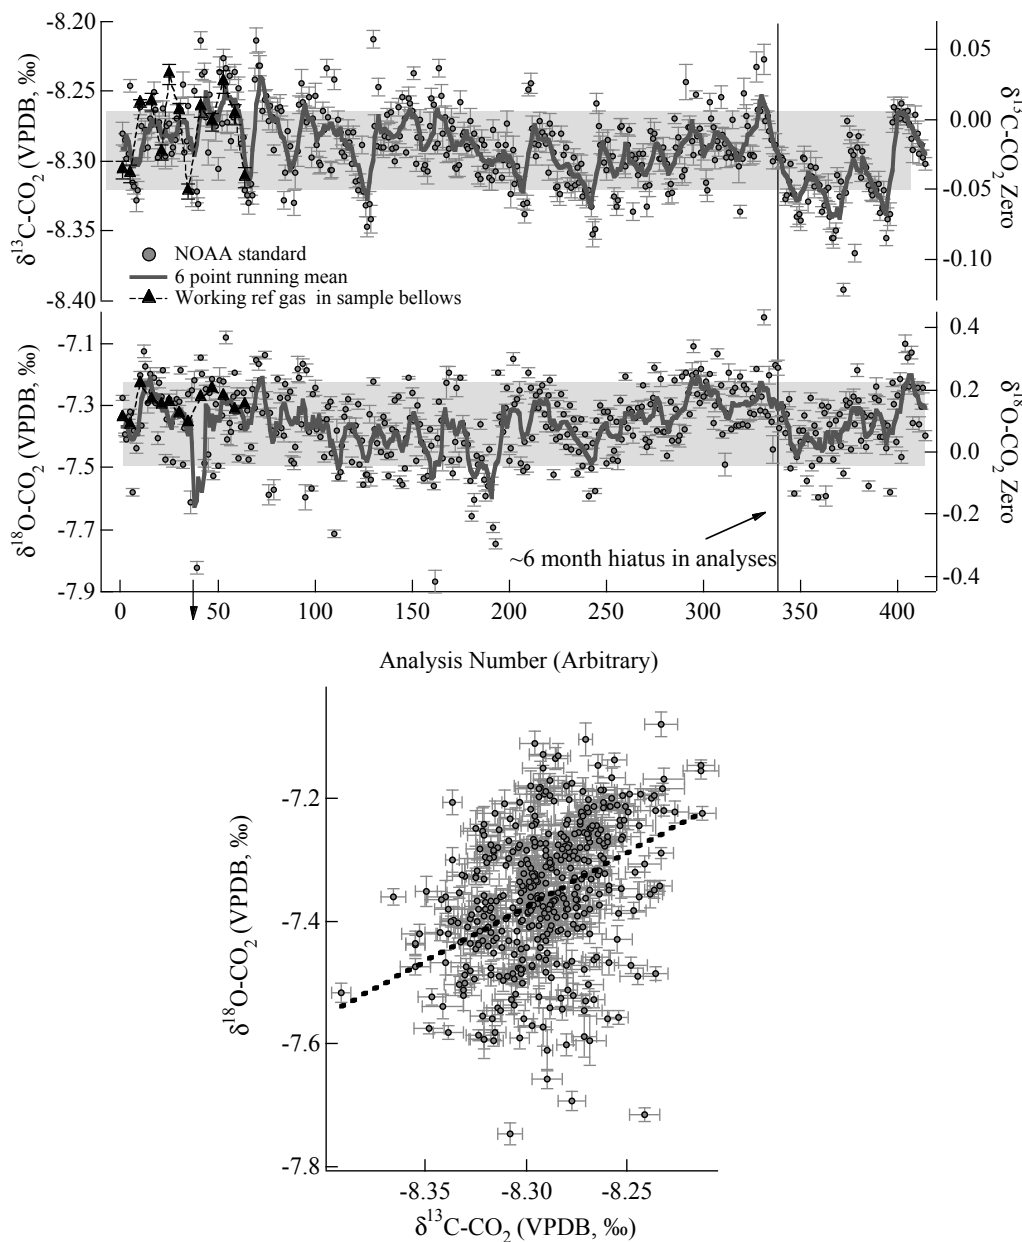 -8.20
-8.25
-8.30
-8.35
-8.40
δ¹³C-CO₂ (VPDB, ‰)
0.05
0.00
-0.05
-0.10
δ¹³C-CO₂ Zero
NOAA standard
6 point running mean
Working ref gas in sample bellows
-7.1
-7.3
-7.5
-7.7
-7.9
δ¹⁸O-CO₂ (VPDB, ‰)
0.4
0.2
0.0
-0.2
-0.4
δ¹⁸O-CO₂ Zero
~6 month hiatus in analyses
0 50 100 150 200 250 300 350 400
Analysis Number (Arbitrary)
-7.2
-7.4
-7.6
-7.8
δ¹⁸O-CO₂ (VPDB, ‰)
-8.35 -8.30 -8.25
δ¹³C-CO₂ (VPDB, ‰)